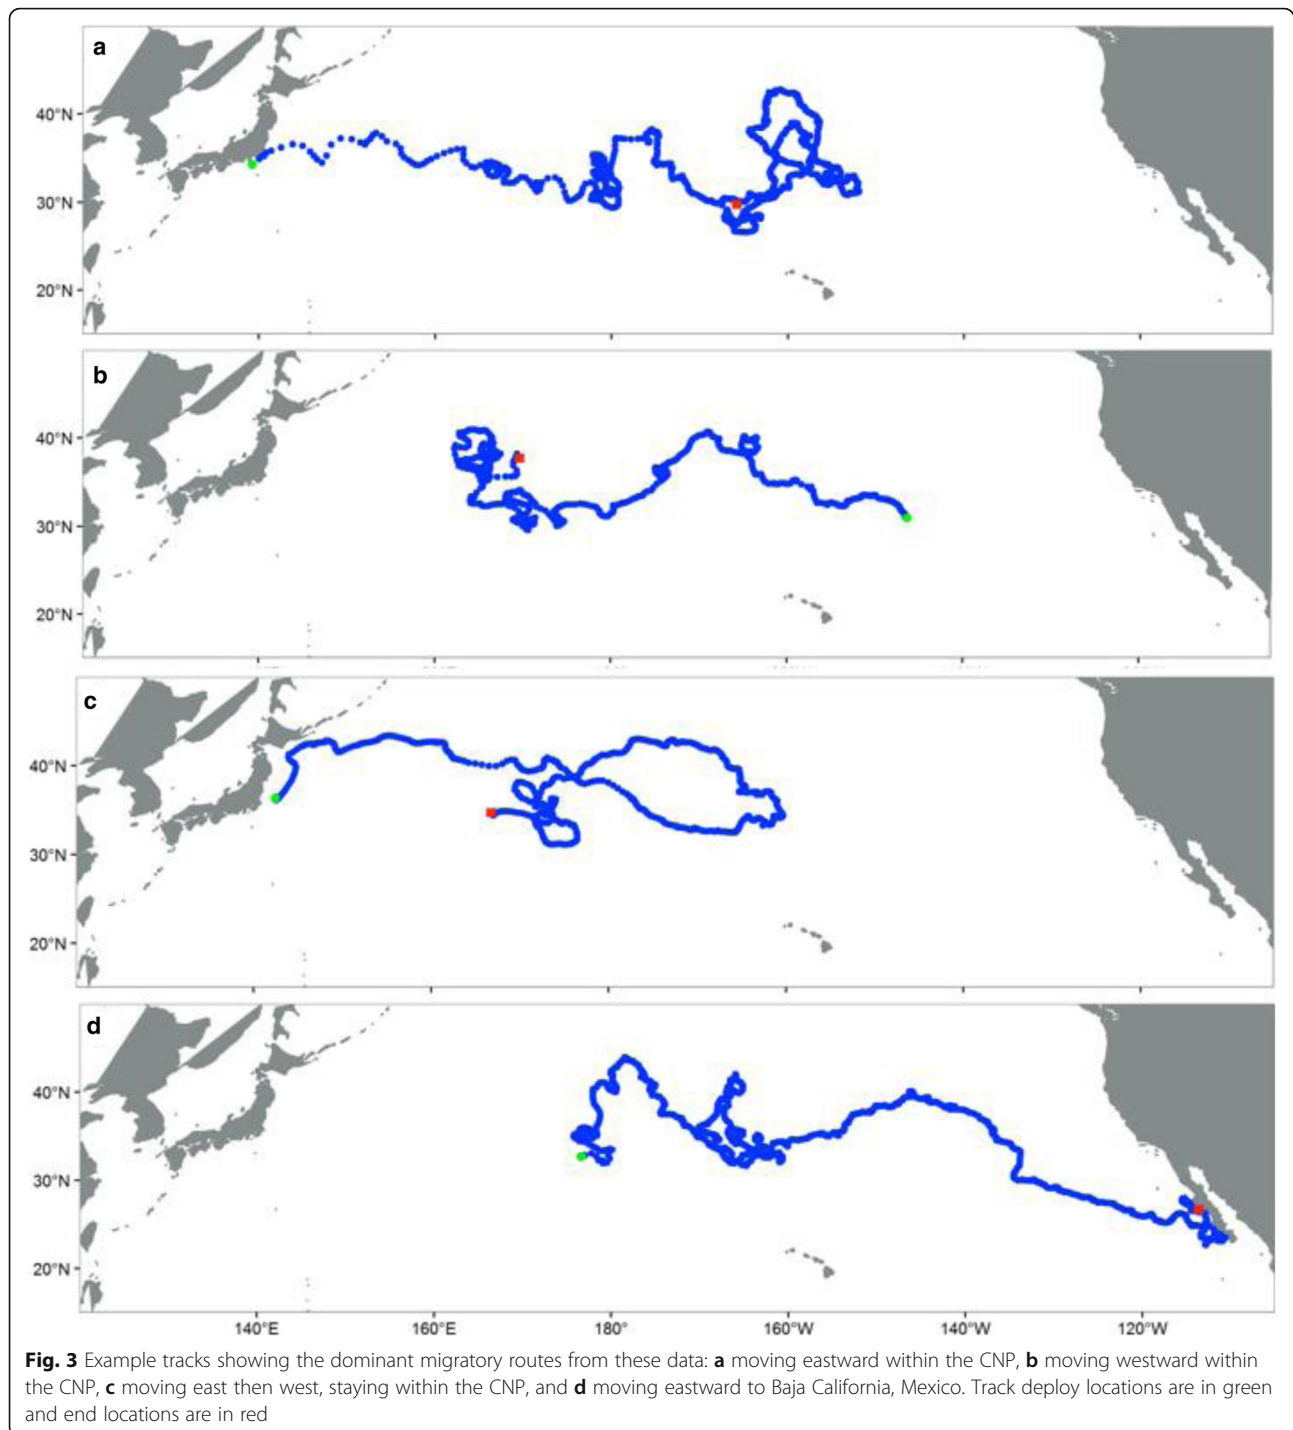 a
40°N
30°N
20°N
b
40°N
30°N
20°N
c
40°N
30°N
20°N
d
40°N
30°N
20°N
140°E 160°E 180° 160°W 140°W 120°W
Fig. 3 Example tracks showing the dominant migratory routes from these data: a moving eastward within the CNP, b moving westward within
the CNP, c moving east then west, staying within the CNP, and d moving eastward to Baja California, Mexico. Track deploy locations are in green
and end locations are in red